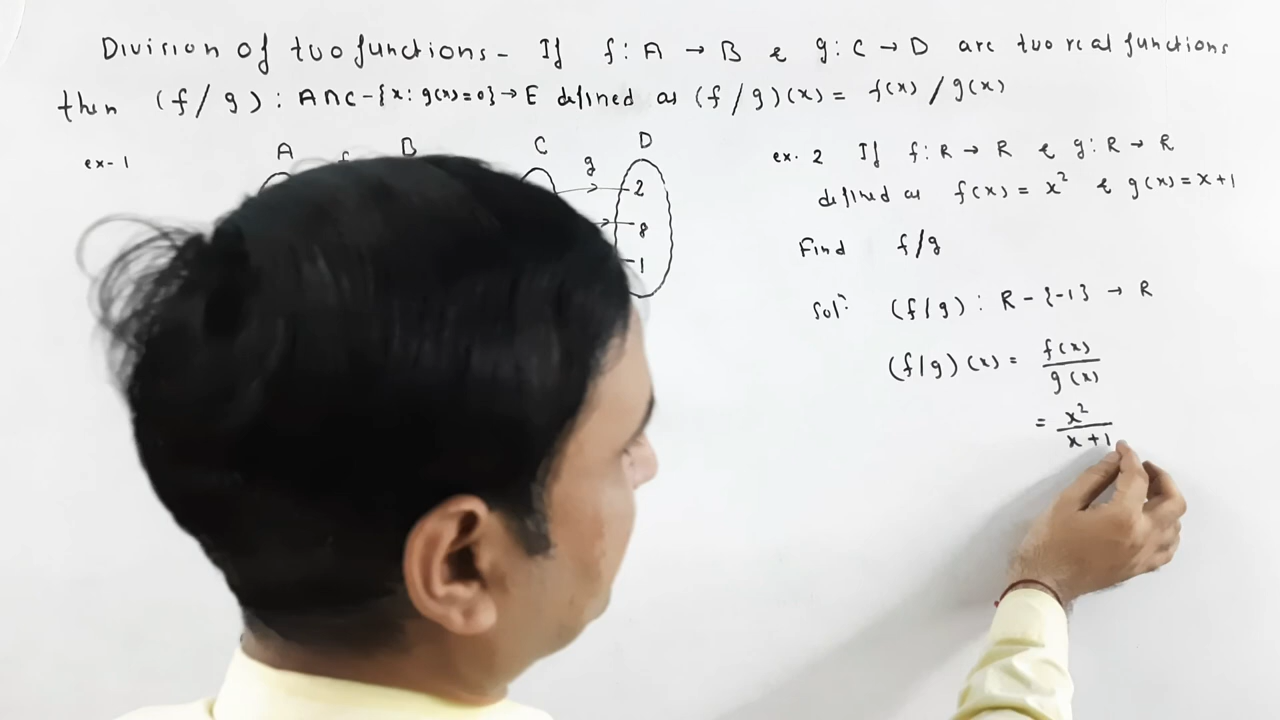 Division of two functions - If f : A → B & g : C → D are two real functions
then (f/g) : A∩C - {x : g(x) = 0} → E defined as (f/g)(x) = f(x) / g(x)
ex-1
A B C D
g
2
8
1
ex. 2 If f : R → R & g : R → R
defined as f(x) = x² & g(x) = x+1
Find f/g
Solⁿ: (f/g) : R - {-1} → R
(f/g)(x) = f(x)/g(x)
= x²/x+1